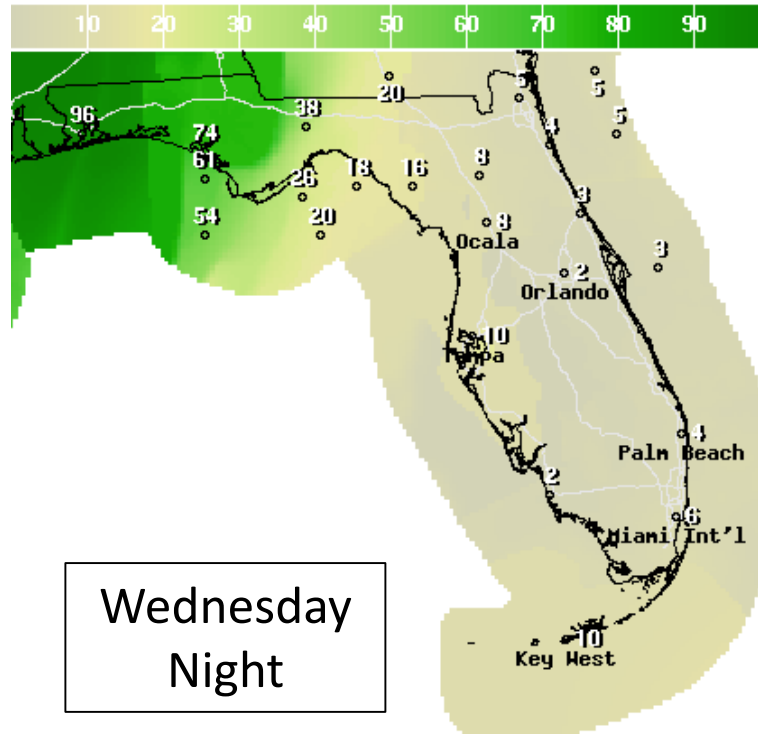 10 20 30 40 50 60 70 80 90
20 5 5
96 38 5
74 4
61 26 18 16 8
54 20 8 3
Ocala 3
2
Orlando
10
Tampa
4
Palm Beach
2
6
Miami Int'l
Wednesday
Night
10
Key West